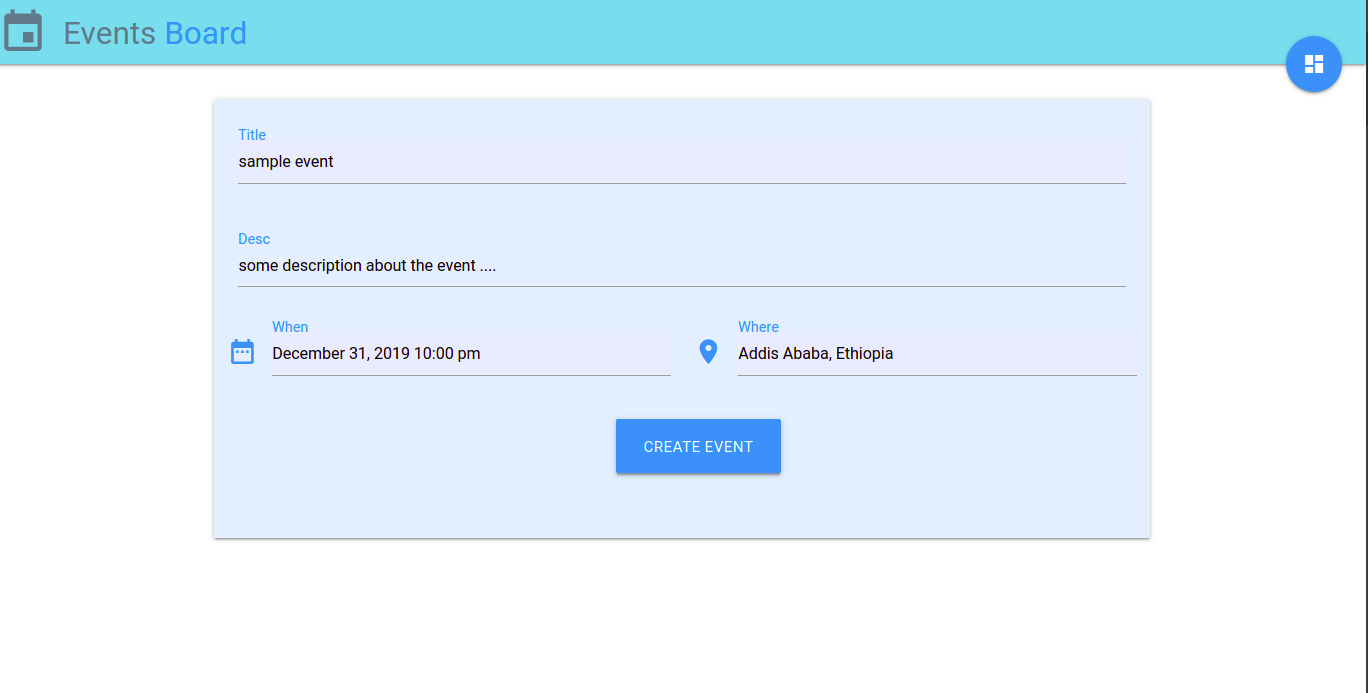 Events Board
Title
sample event
Desc
some description about the event ....
When
December 31, 2019 10:00 pm
Where
Addis Ababa, Ethiopia
CREATE EVENT